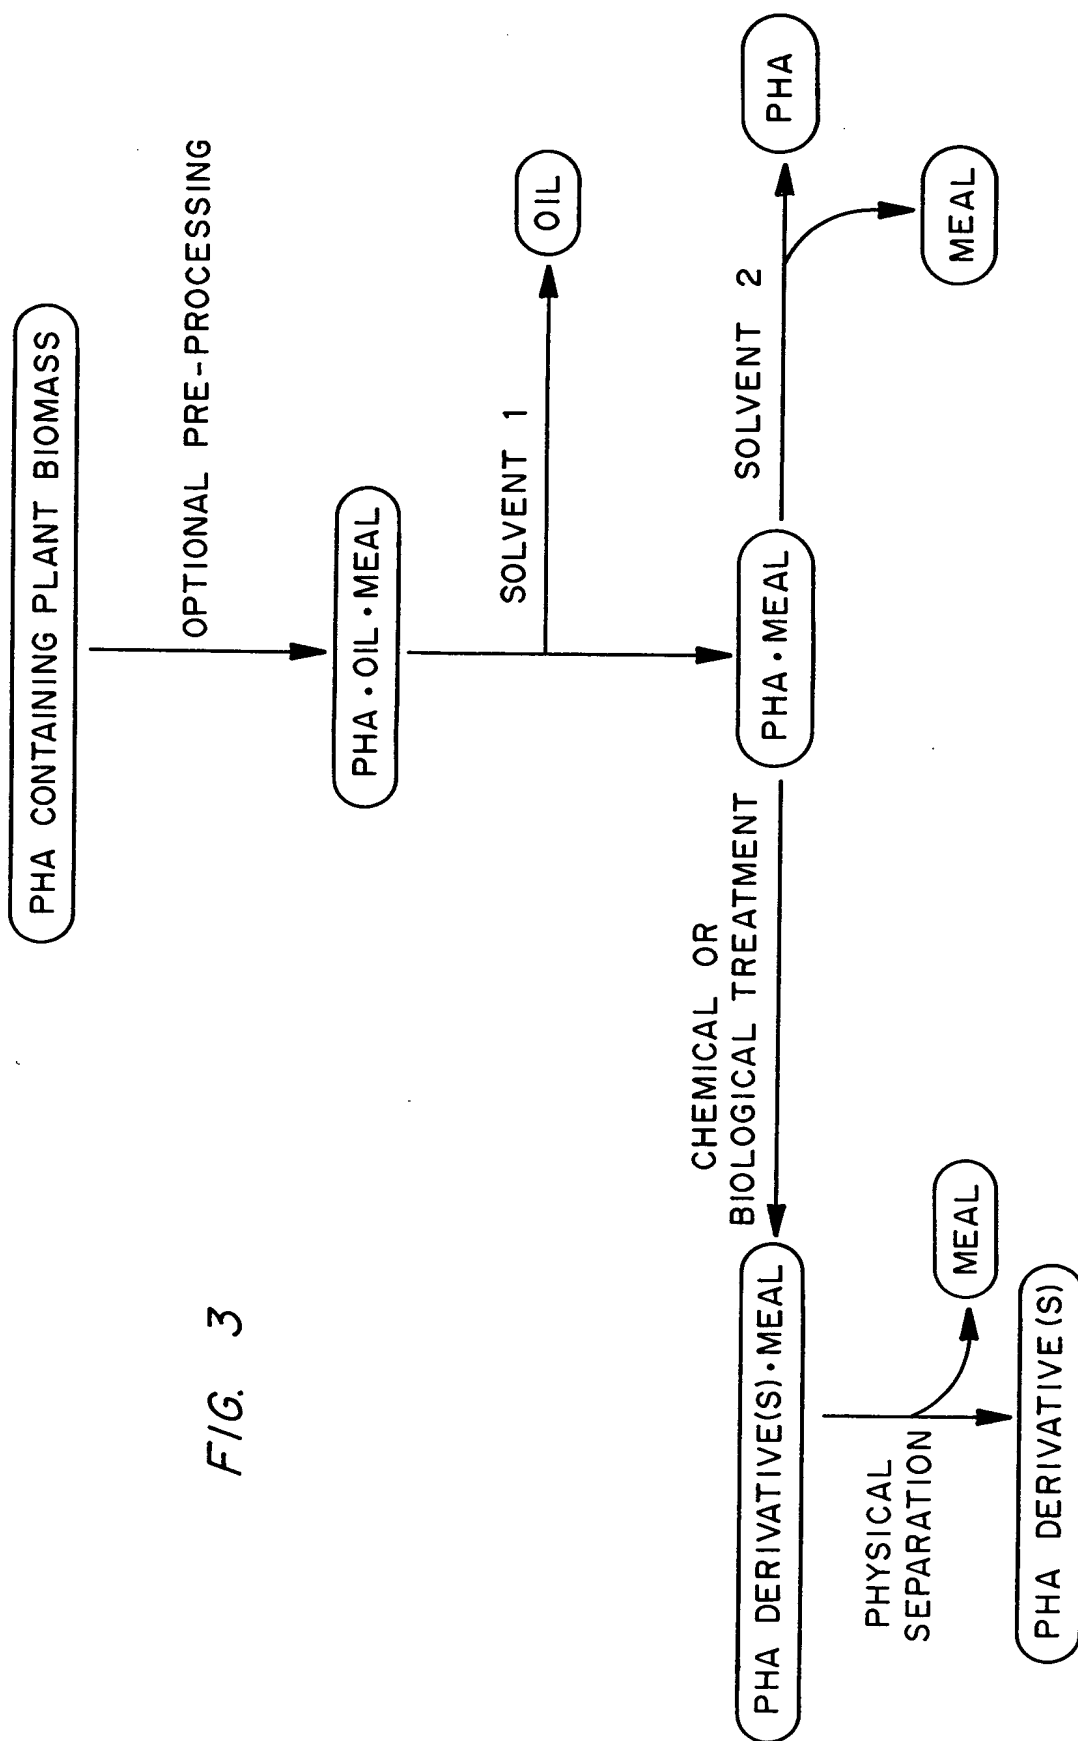 PHA CONTAINING PLANT BIOMASS
OPTIONAL PRE-PROCESSING
PHA • OIL • MEAL
SOLVENT 1
OIL
PHA • MEAL
SOLVENT 2
PHA
MEAL
CHEMICAL OR
BIOLOGICAL TREATMENT
PHA DERIVATIVE(S) • MEAL
PHYSICAL
SEPARATION
MEAL
PHA DERIVATIVE(S)
FIG. 3